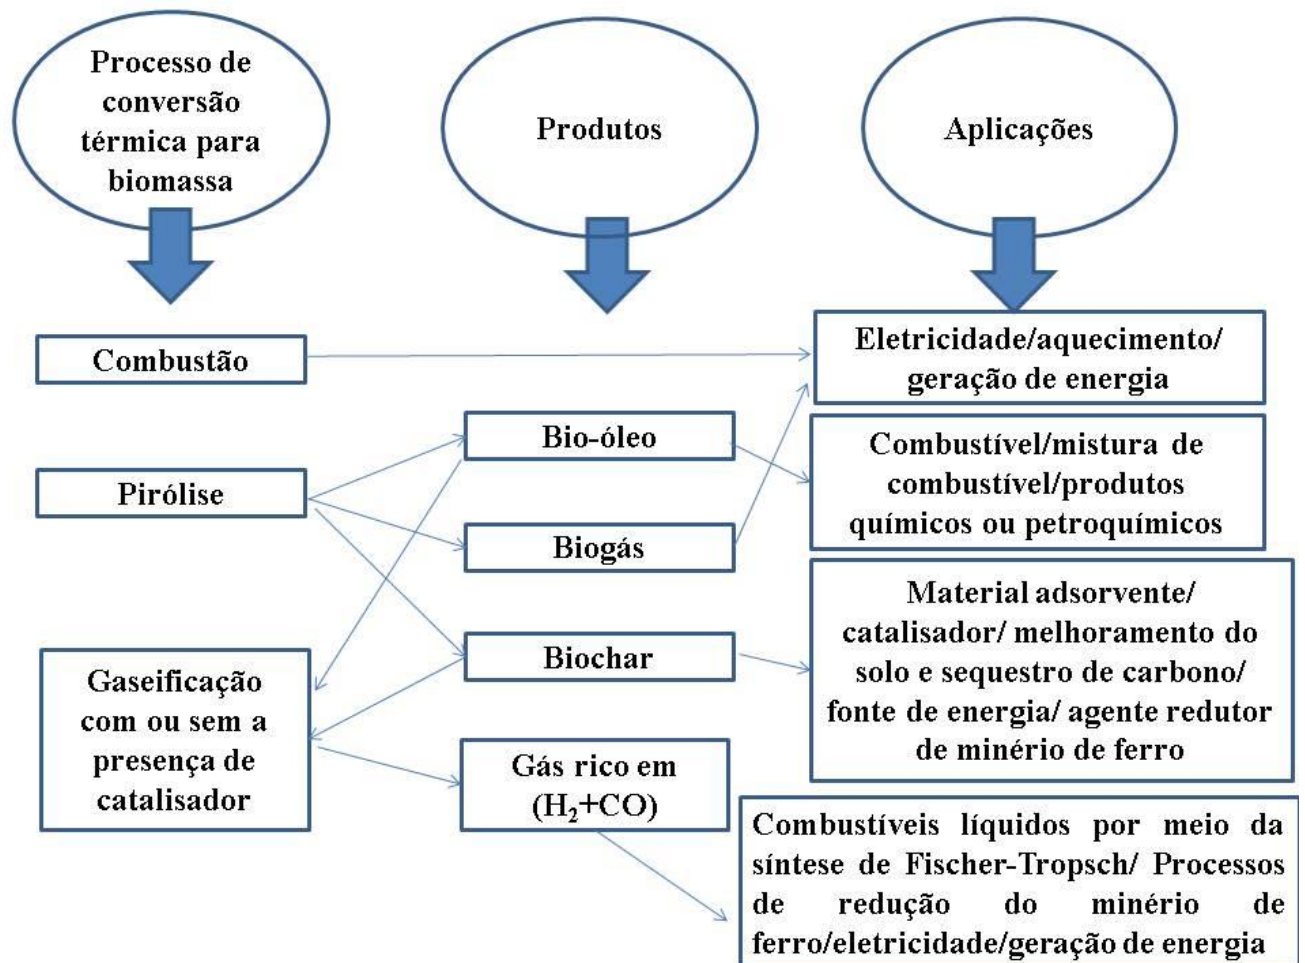 Processo de
conversão
térmica para
biomassa
Produtos
Aplicações
Combustão
Eletricidade/aquecimento/
geração de energia
Bio-óleo
Combustível/mistura de
combustível/produtos
químicos ou petroquímicos
Pirólise
Biogás
Material adsorvente/
catalisador/ melhoramento do
solo e sequestro de carbono/
fonte de energia/ agente redutor
de minério de ferro
Biochar
Gaseificação
com ou sem a
presença de
catalisador
Gás rico em
(H₂+CO)
Combustíveis líquidos por meio da
síntese de Fischer-Tropsch/ Processos
de redução do minério de
ferro/eletricidade/geração de energia